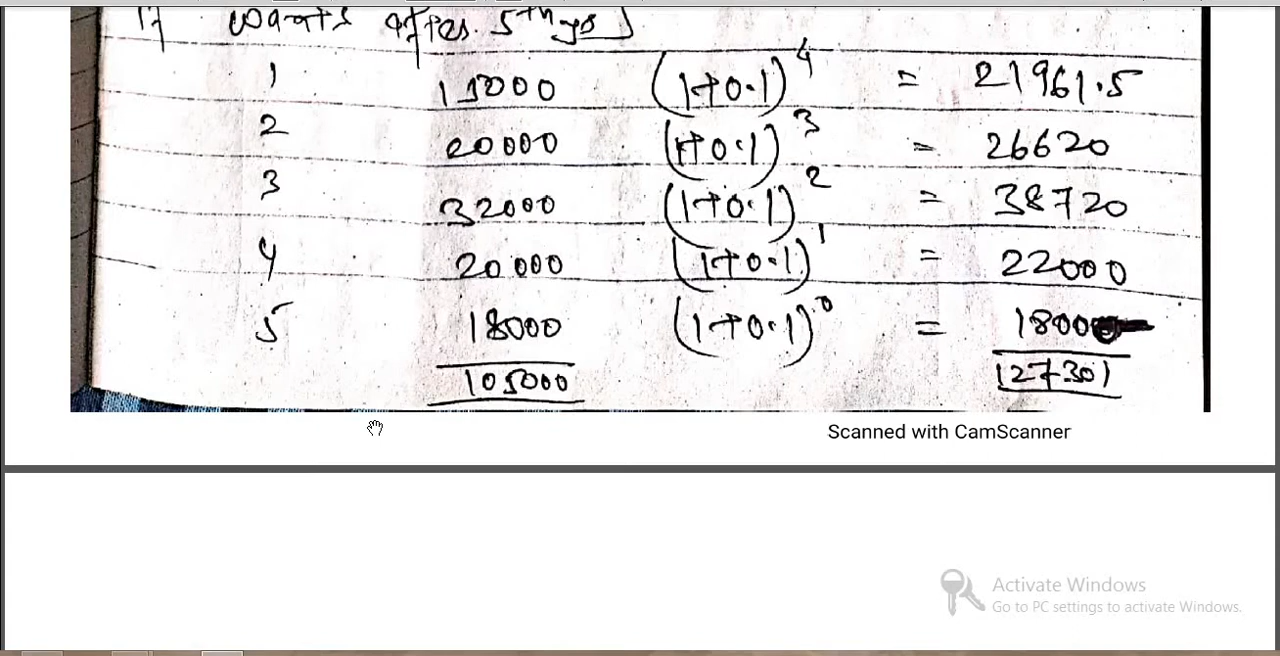 If wants after 5th yrs
1 15000 (1+0.1)^4 = 21961.5
2 20000 (1+0.1)^3 = 26620
3 32000 (1+0.1)^2 = 38720
4 20000 (1+0.1)^1 = 22000
5 18000 (1+0.1)^0 = 18000
105000 127301
Scanned with CamScanner
Activate Windows
Go to PC settings to activate Windows.